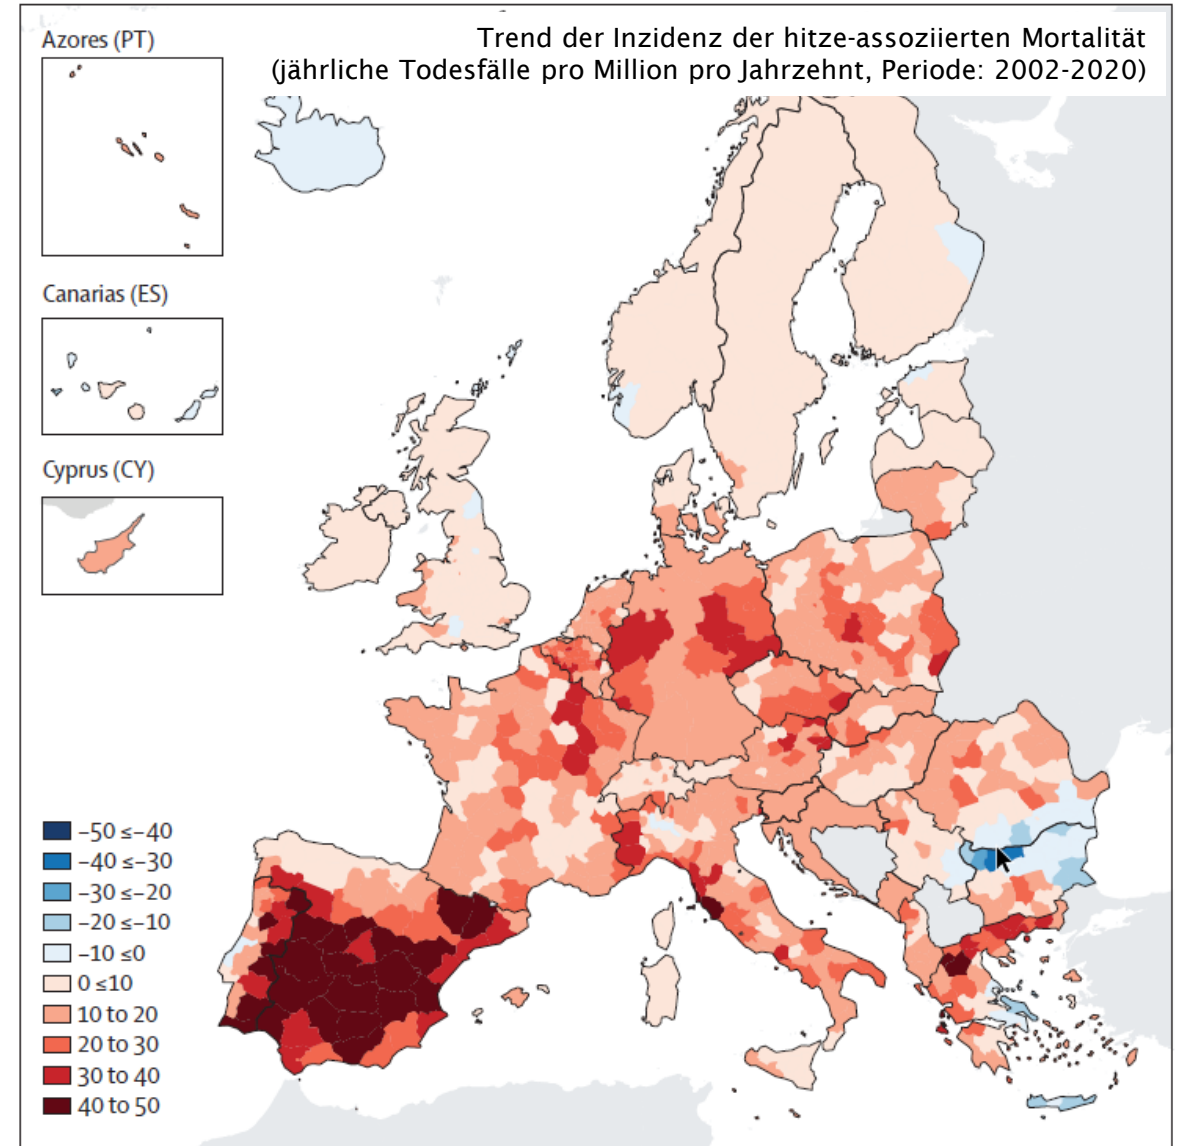 Azores (PT)
Trend der Inzidenz der hitze-assoziierten Mortalität
(jährliche Todesfälle pro Million pro Jahrzehnt, Periode: 2002-2020)
Canarias (ES)
Cyprus (CY)
−50 ≤−40
−40 ≤−30
−30 ≤−20
−20 ≤−10
−10 ≤0
0 ≤10
10 to 20
20 to 30
30 to 40
40 to 50